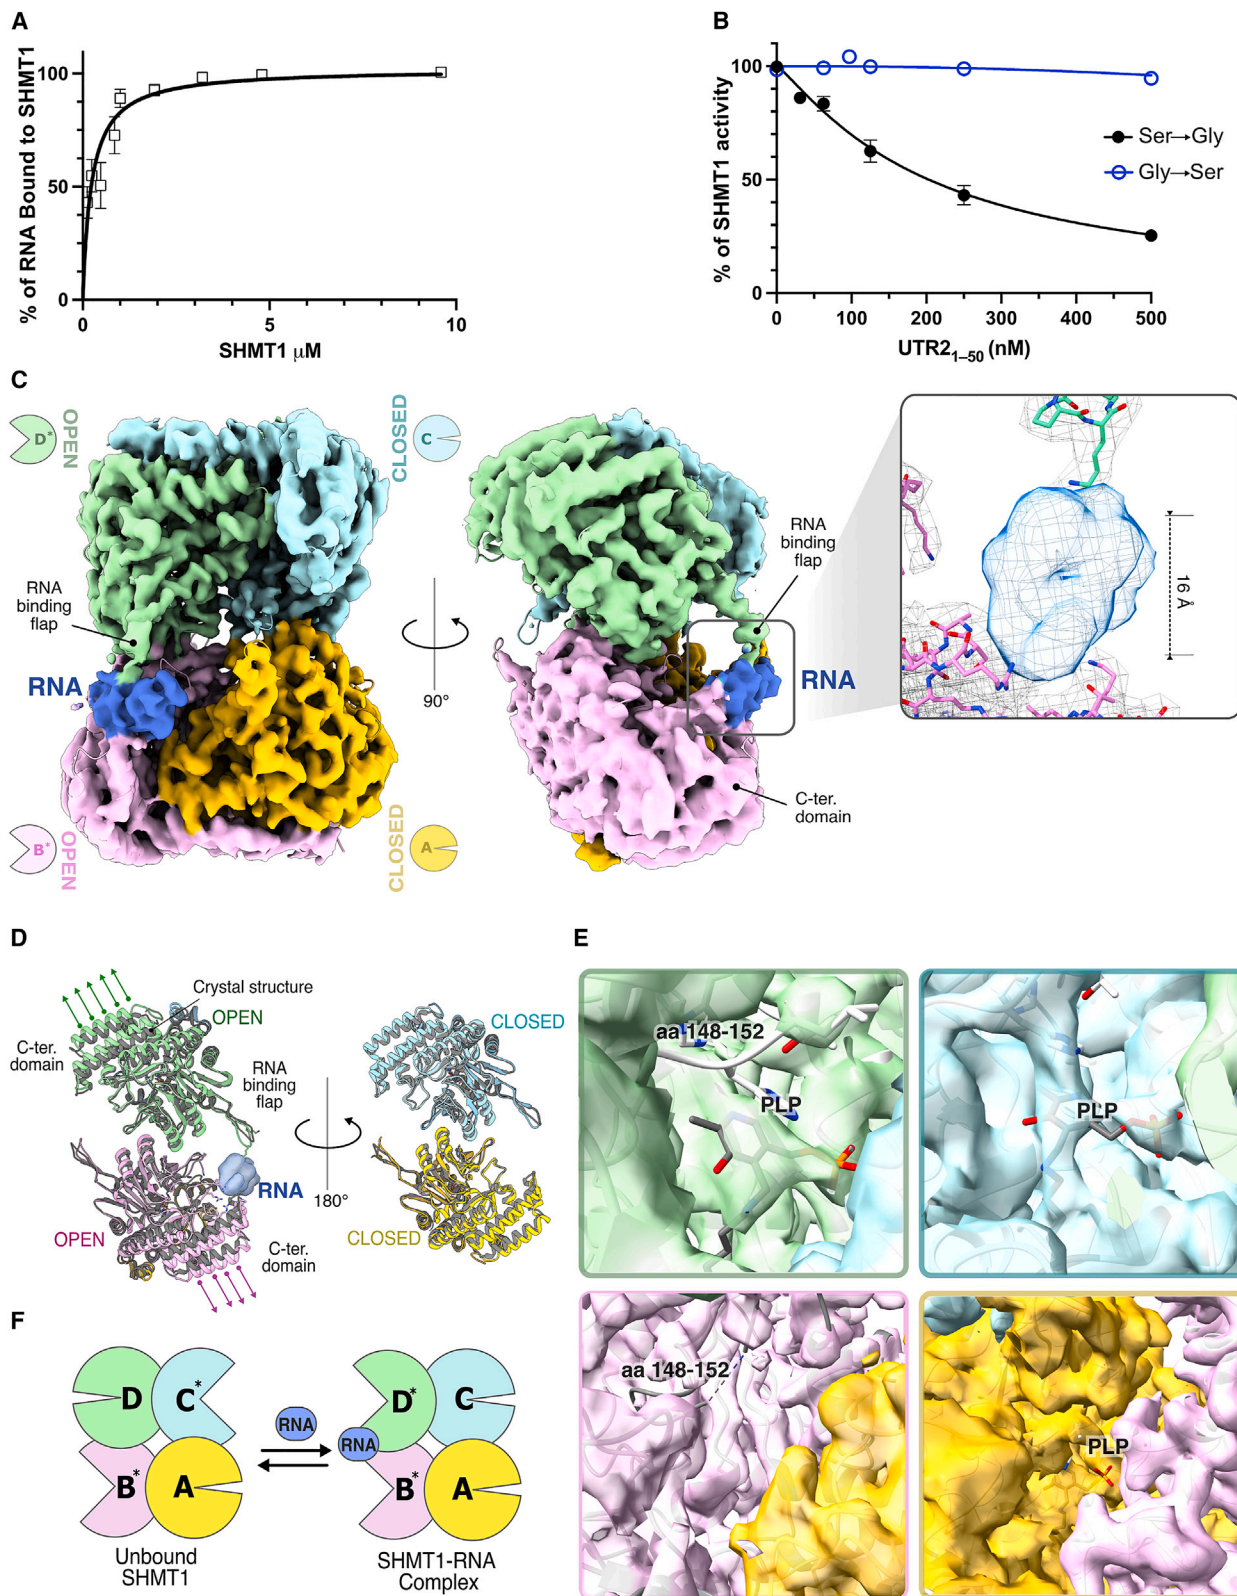 A
% of RNA Bound to SHMT1
100
50
0
0
5
10
SHMT1 μM
B
% of SHMT1 activity
100
50
0
0
100
200
300
400
500
UTR2₁₋₅₀ (nM)
Ser→Gly
Gly→Ser
C
D*
OPEN
CLOSED
C
RNA
binding
flap
RNA
B*
OPEN
CLOSED
A
90°
RNA
binding
flap
RNA
C-ter.
domain
16 Å
D
Crystal structure
OPEN
C-ter.
domain
RNA
binding
flap
RNA
OPEN
C-ter.
domain
180°
CLOSED
CLOSED
E
aa 148-152
PLP
PLP
aa 148-152
PLP
F
D
C*
B*
A
Unbound
SHMT1
RNA
RNA
D*
C
B*
A
SHMT1-RNA
Complex